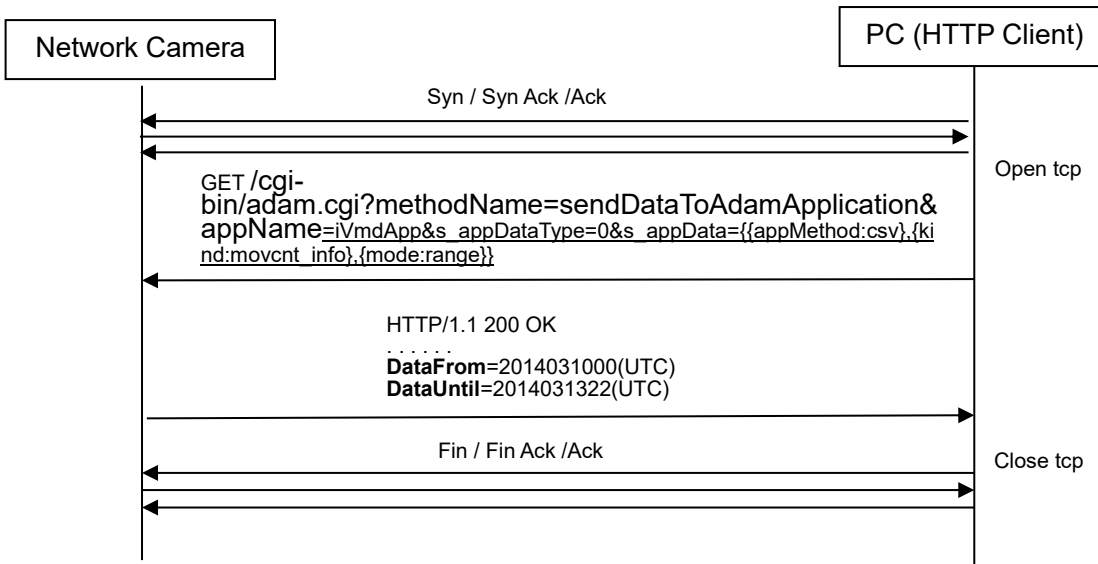 Network Camera
PC (HTTP Client)
Syn / Syn Ack /Ack
Open tcp
GET /cgi-
bin/adam.cgi?methodName=sendDataToAdamApplication&
appName=iVmdApp&s_appDataType=0&s_appData={{appMethod:csv},{ki
nd:movcnt_info},{mode:range}}
HTTP/1.1 200 OK
. . . . . .
DataFrom=2014031000(UTC)
DataUntil=2014031322(UTC)
Fin / Fin Ack /Ack
Close tcp